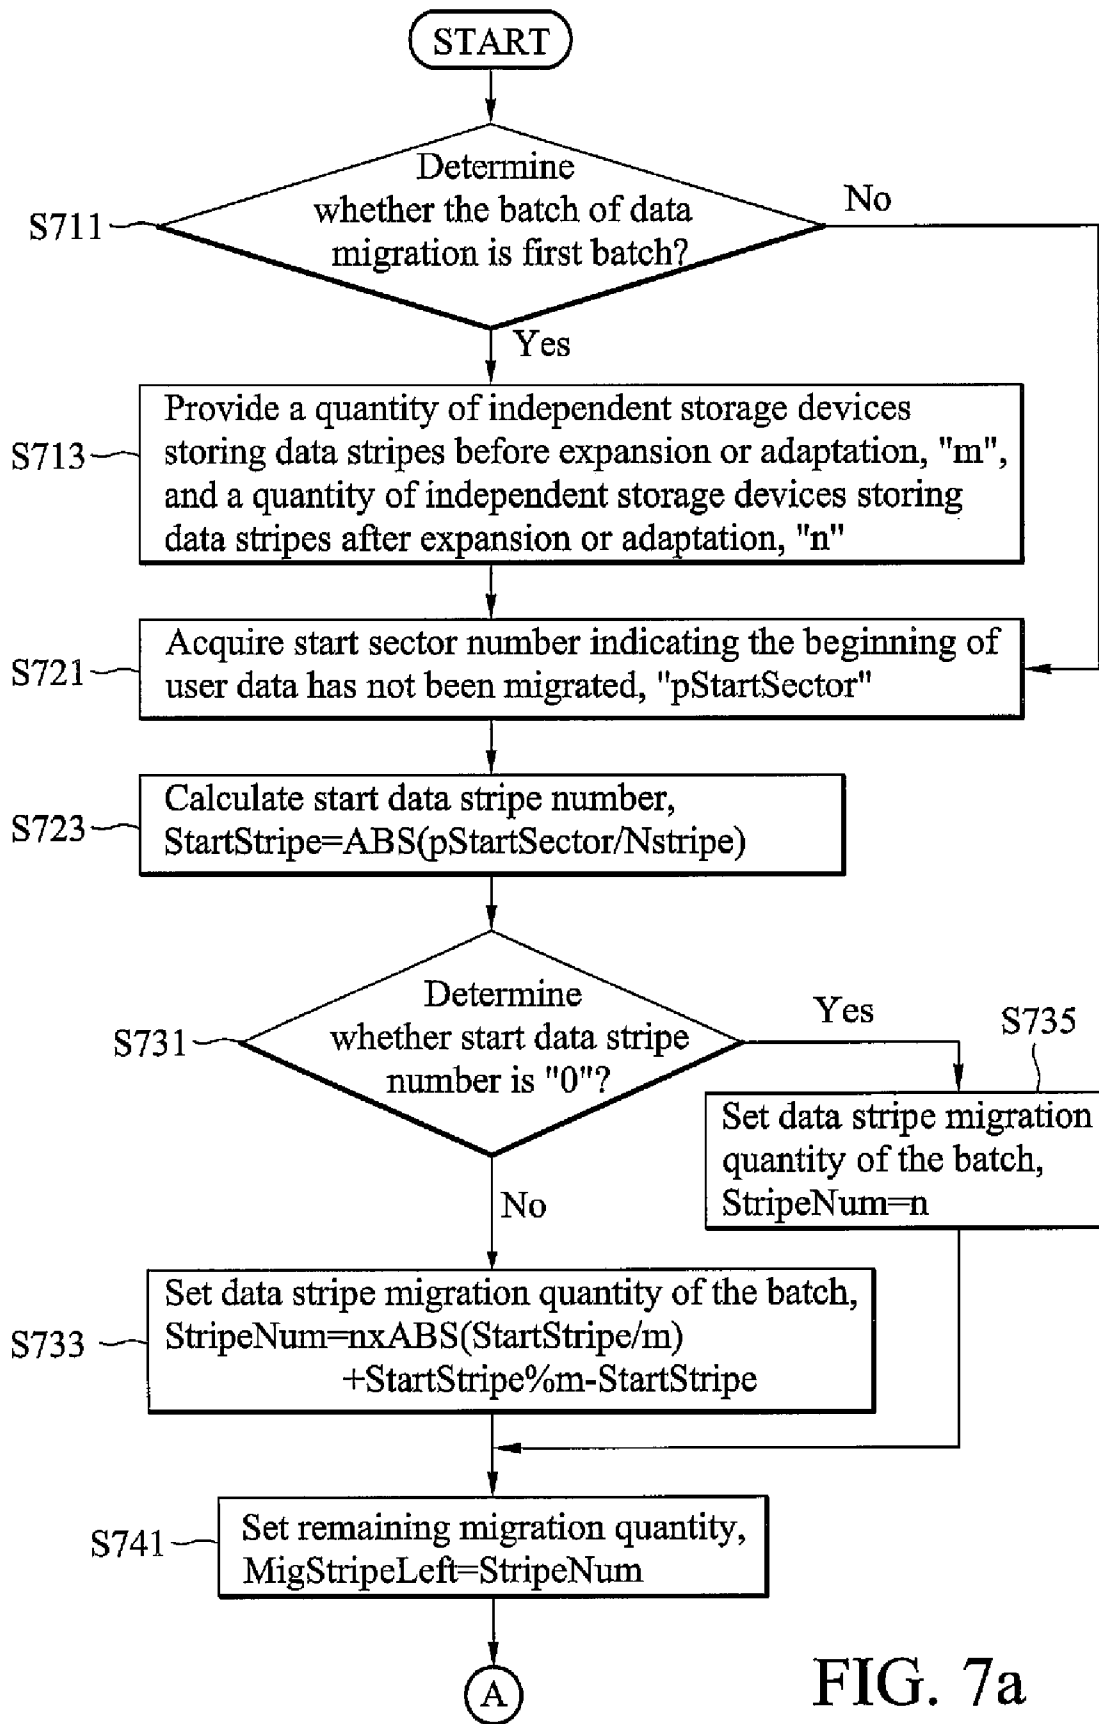 START
Determine
whether the batch of data
migration is first batch?
S711
No
Yes
Provide a quantity of independent storage devices
storing data stripes before expansion or adaptation, "m",
and a quantity of independent storage devices storing
data stripes after expansion or adaptation, "n"
S713
Acquire start sector number indicating the beginning of
user data has not been migrated, "pStartSector"
S721
Calculate start data stripe number,
StartStripe=ABS(pStartSector/Nstripe)
S723
Determine
whether start data stripe
number is "0"?
S731
Yes
S735
Set data stripe migration
quantity of the batch,
StripeNum=n
No
Set data stripe migration quantity of the batch,
StripeNum=nxABS(StartStripe/m)
+StartStripe%m-StartStripe
S733
Set remaining migration quantity,
MigStripeLeft=StripeNum
S741
A
FIG. 7a